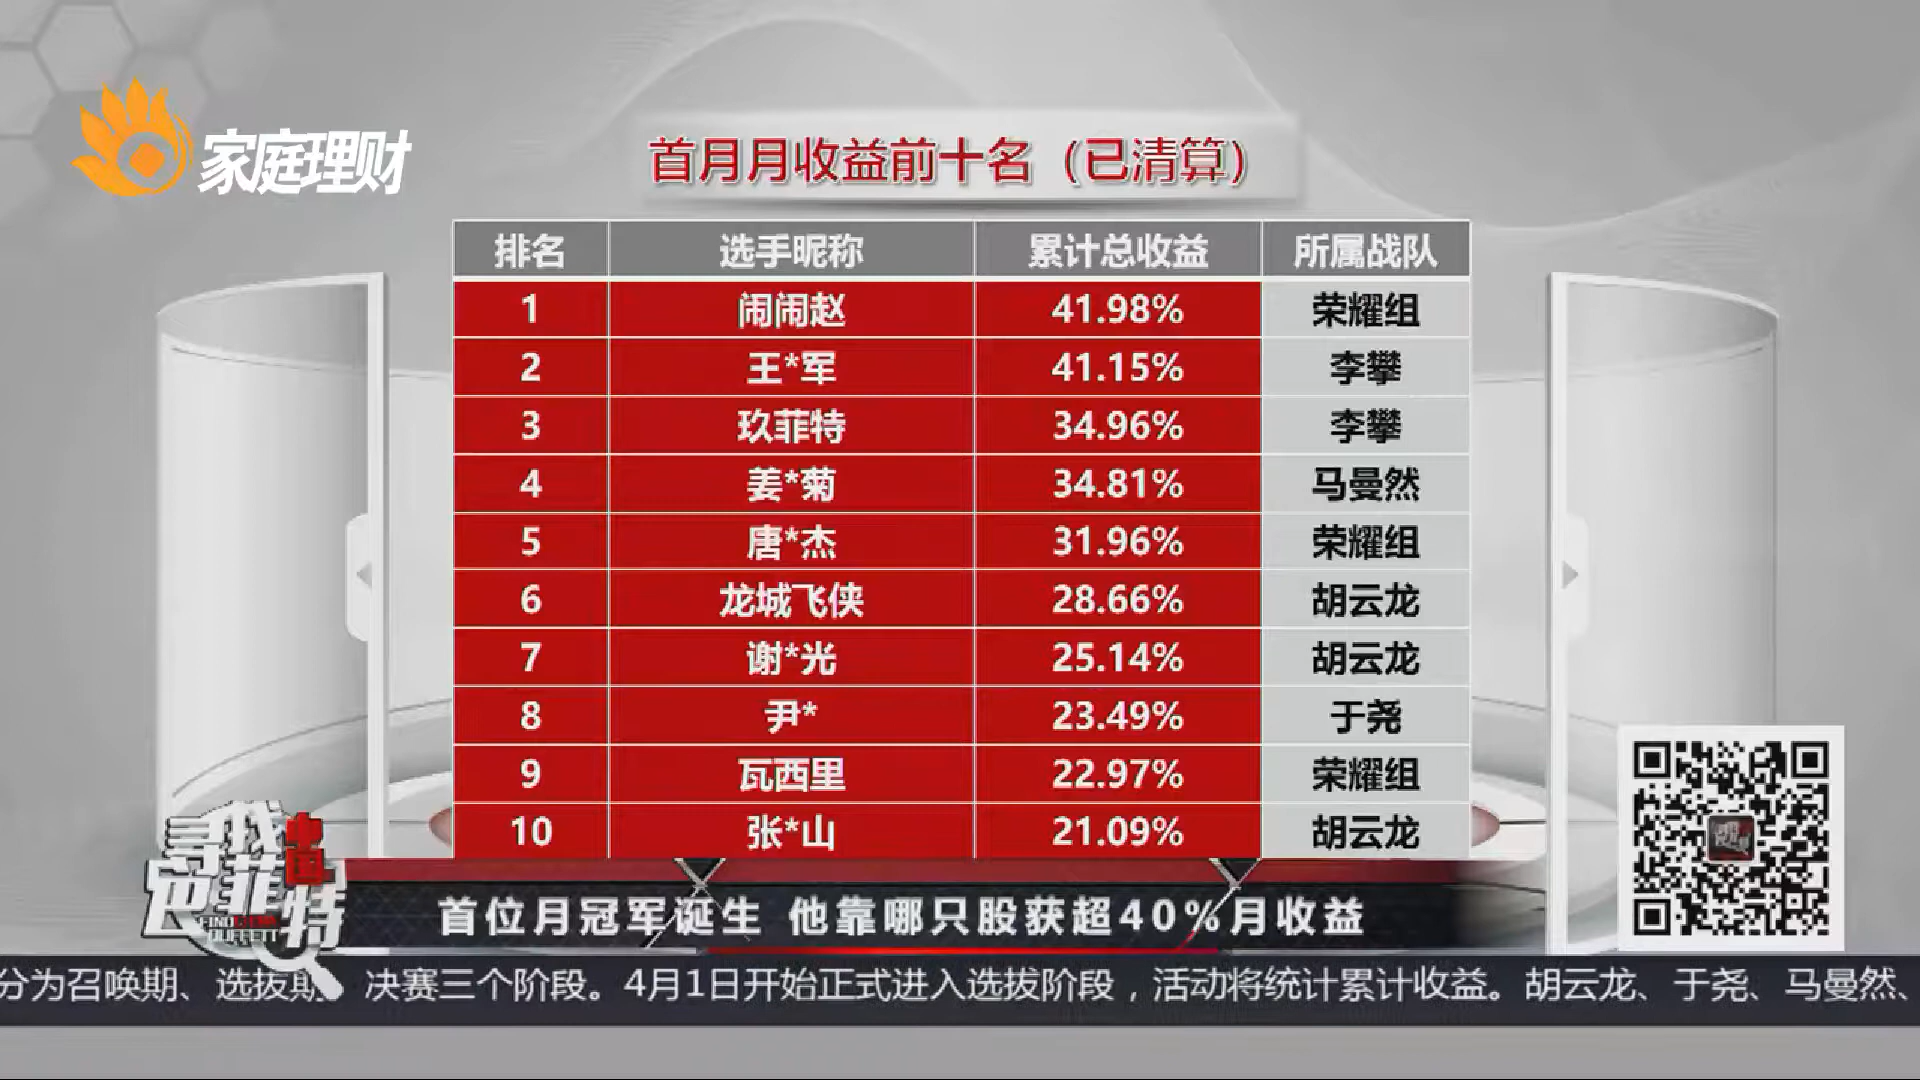 家庭理财
首月月收益前十名（已清算）
排名 选手昵称 累计总收益 所属战队
1 闹闹赵 41.98% 荣耀组
2 王*军 41.15% 李攀
3 玖菲特 34.96% 李攀
4 姜*菊 34.81% 马曼然
5 唐*杰 31.96% 荣耀组
6 龙城飞侠 28.66% 胡云龙
7 谢*光 25.14% 胡云龙
8 尹* 23.49% 于尧
9 瓦西里 22.97% 荣耀组
10 张*山 21.09% 胡云龙
寻找中国
巴菲特
首位月冠军诞生 他靠哪只股获超40%月收益
分为召唤期、选拔期、决赛三个阶段。4月1日开始正式进入选拔阶段，活动将统计累计收益。胡云龙、于尧、马曼然、